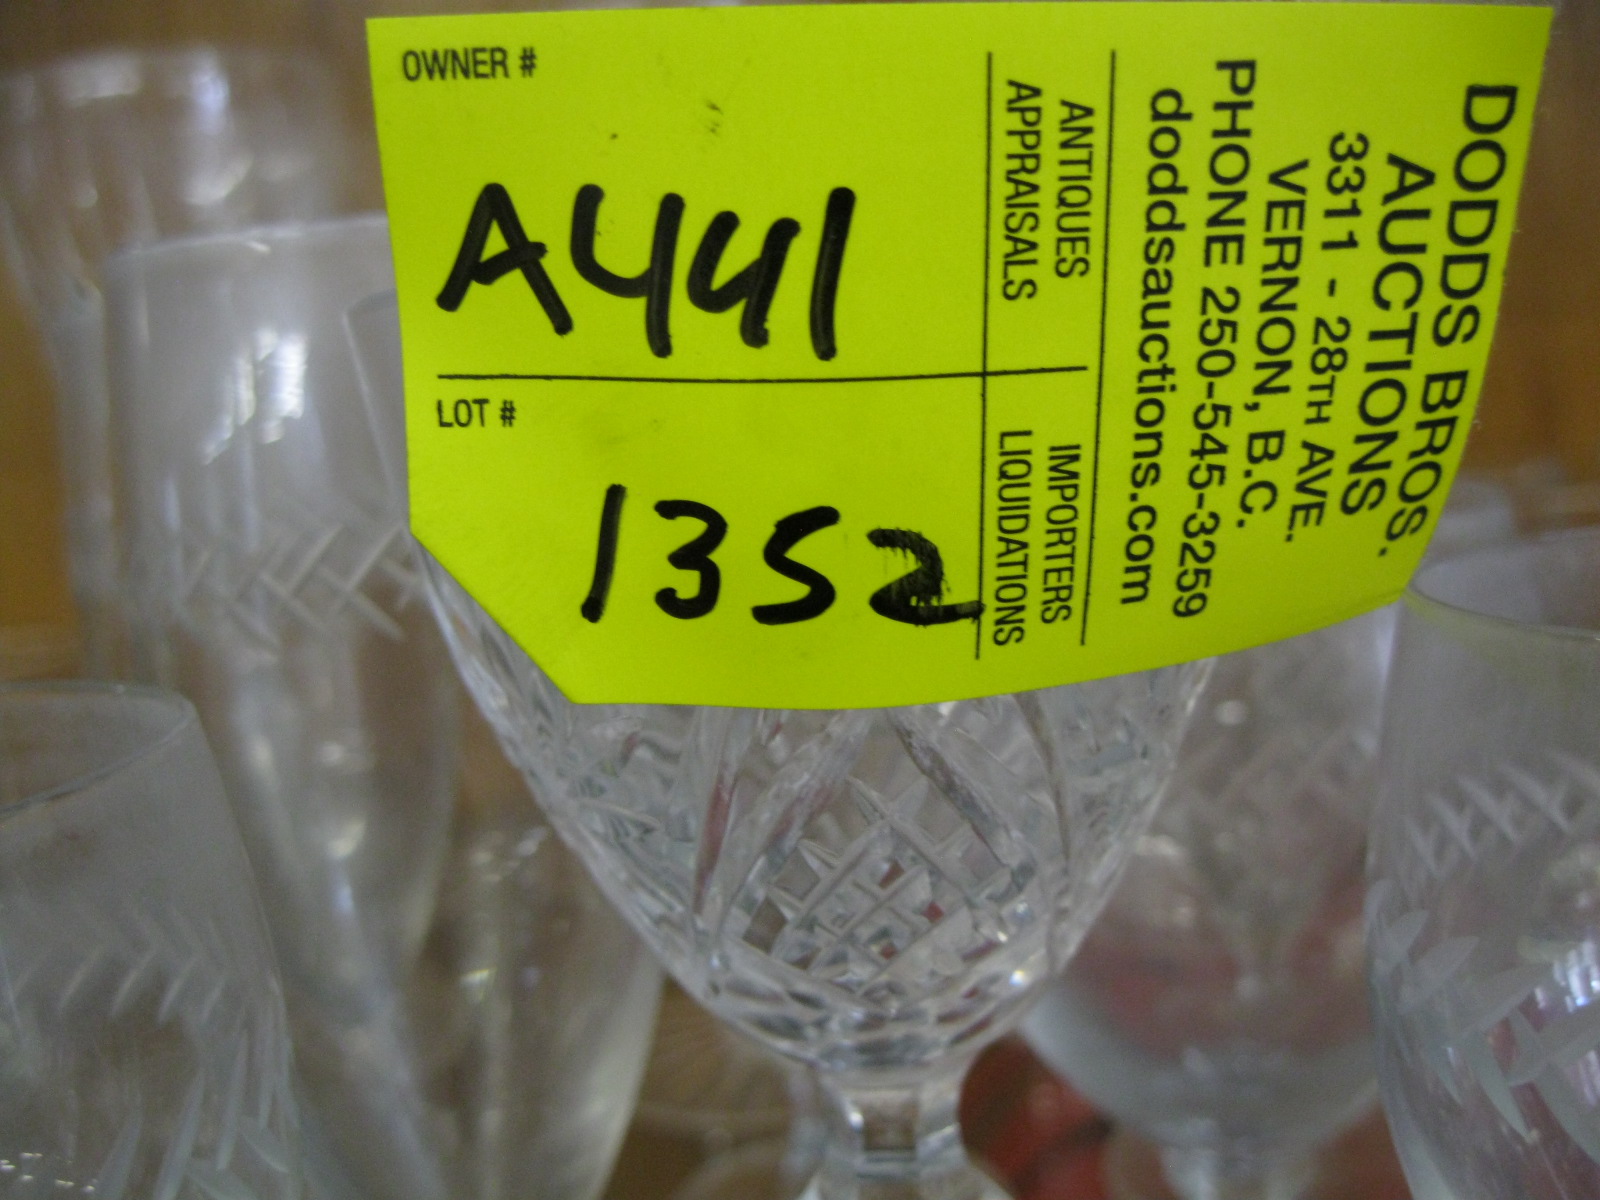 OWNER #
A441
LOT #
1352
ANTIQUES
APPRAISALS
IMPORTERS
LIQUIDATIONS
DODDS BROS.
AUCTIONS
3311 - 28TH AVE.
VERNON, B.C.
PHONE 250-545-3259
doddsauctions.com